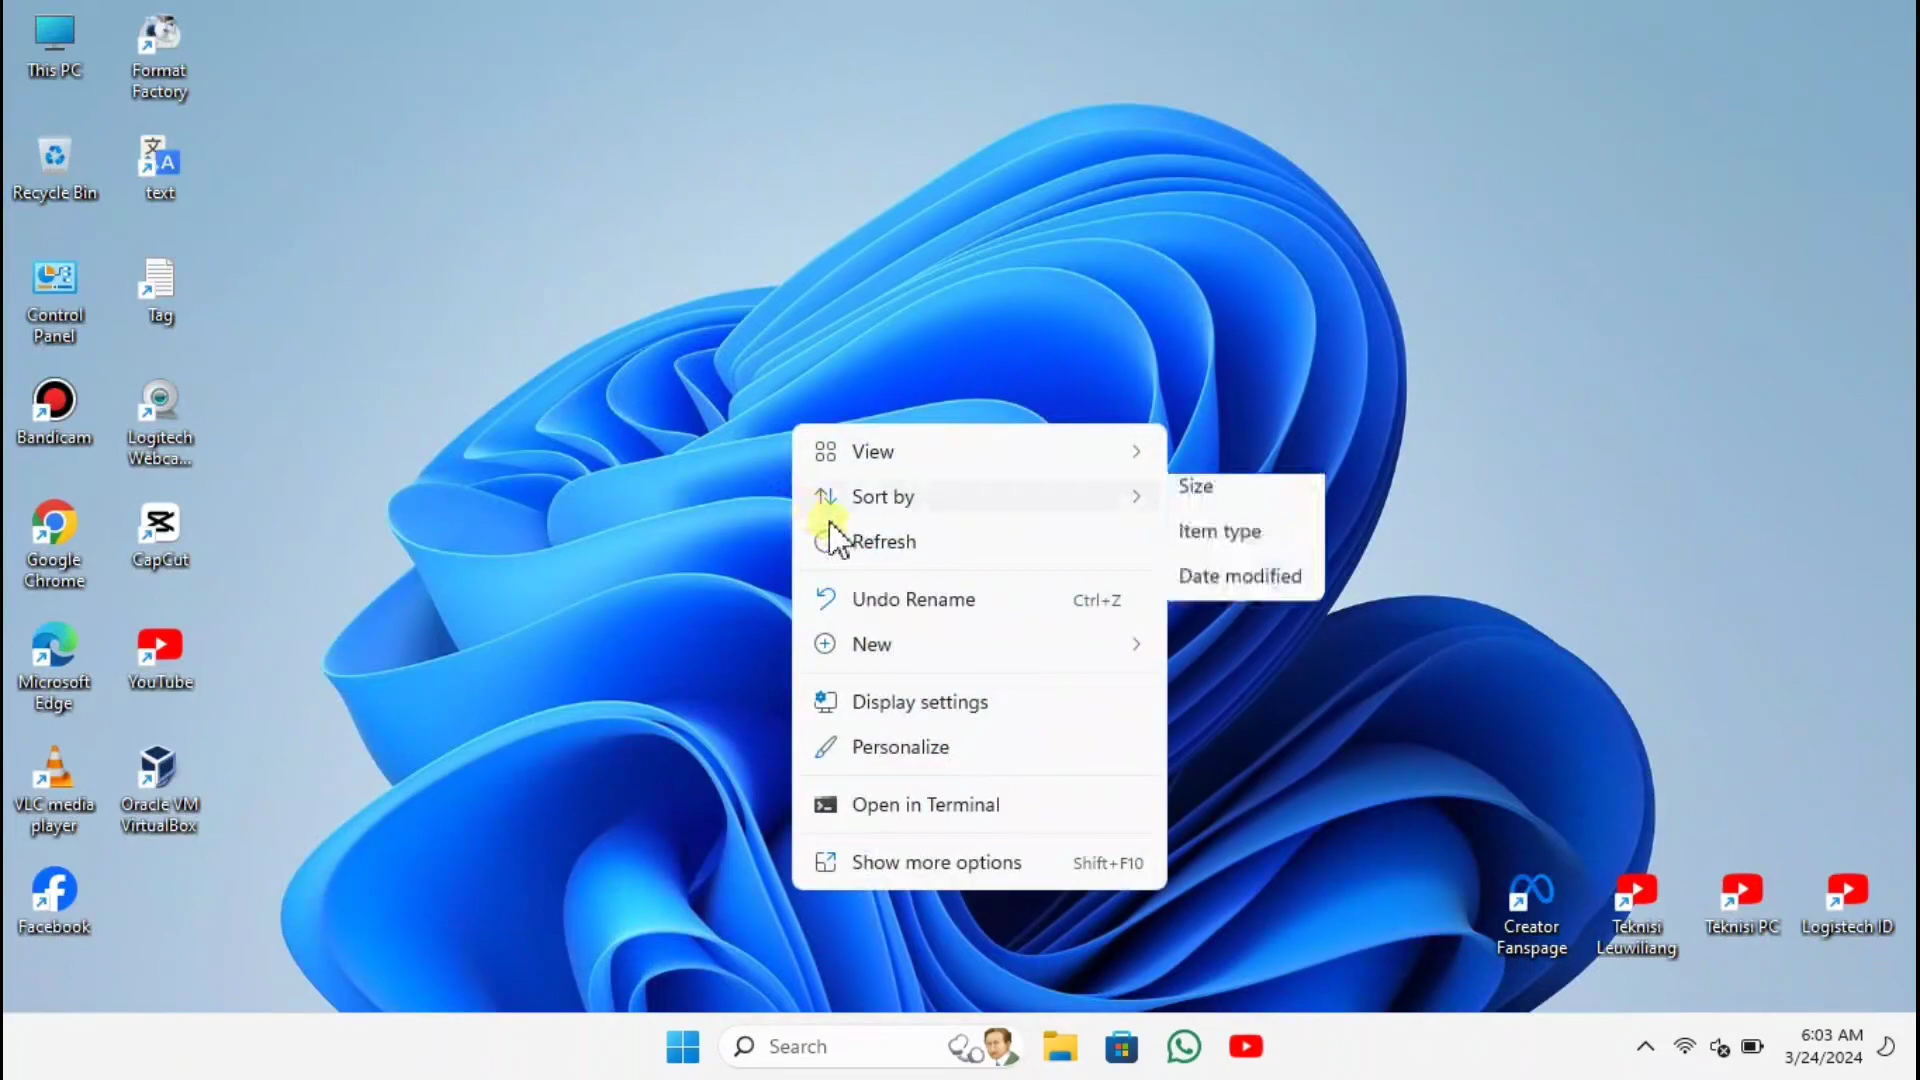 This PC
Format
Factory
Recycle Bin
text
Control
Panel
Tag
Bandicam
Logitech
Webca...
Google
Chrome
CapCut
Microsoft
Edge
YouTube
VLC media
player
Oracle VM
VirtualBox
Facebook
View
Sort by
Refresh
Undo Rename Ctrl+Z
New
Display settings
Personalize
Open in Terminal
Show more options Shift+F10
Size
Item type
Date modified
Creator
Fanspage
Teknisi
Leuwiliang
Teknisi PC
Logistech ID
Search
6:03 AM
3/24/2024